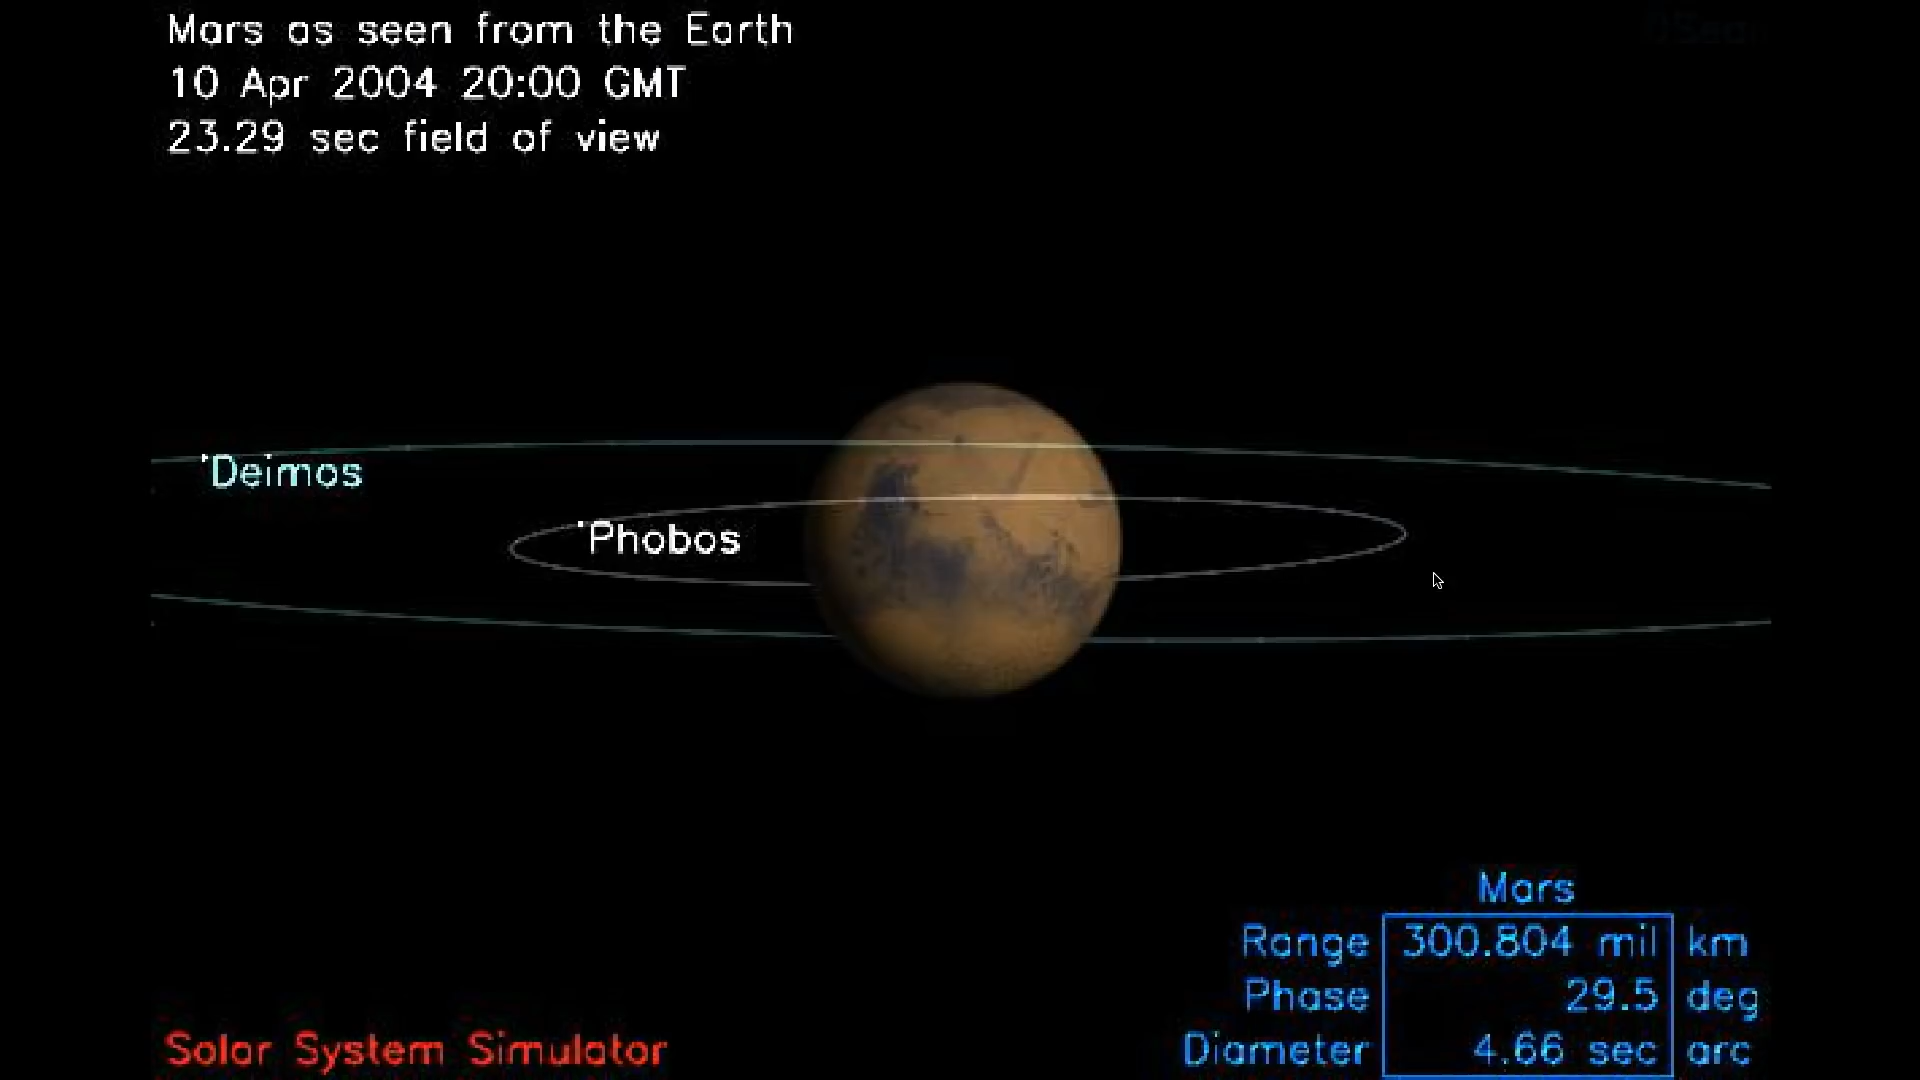 Mars as seen from the Earth
10 Apr 2004 20:00 GMT
23.29 sec field of view
Deimos
Phobos
Mars
Range 300.804 mil km
Phase 29.5 deg
Diameter 4.66 sec arc
Solar System Simulator